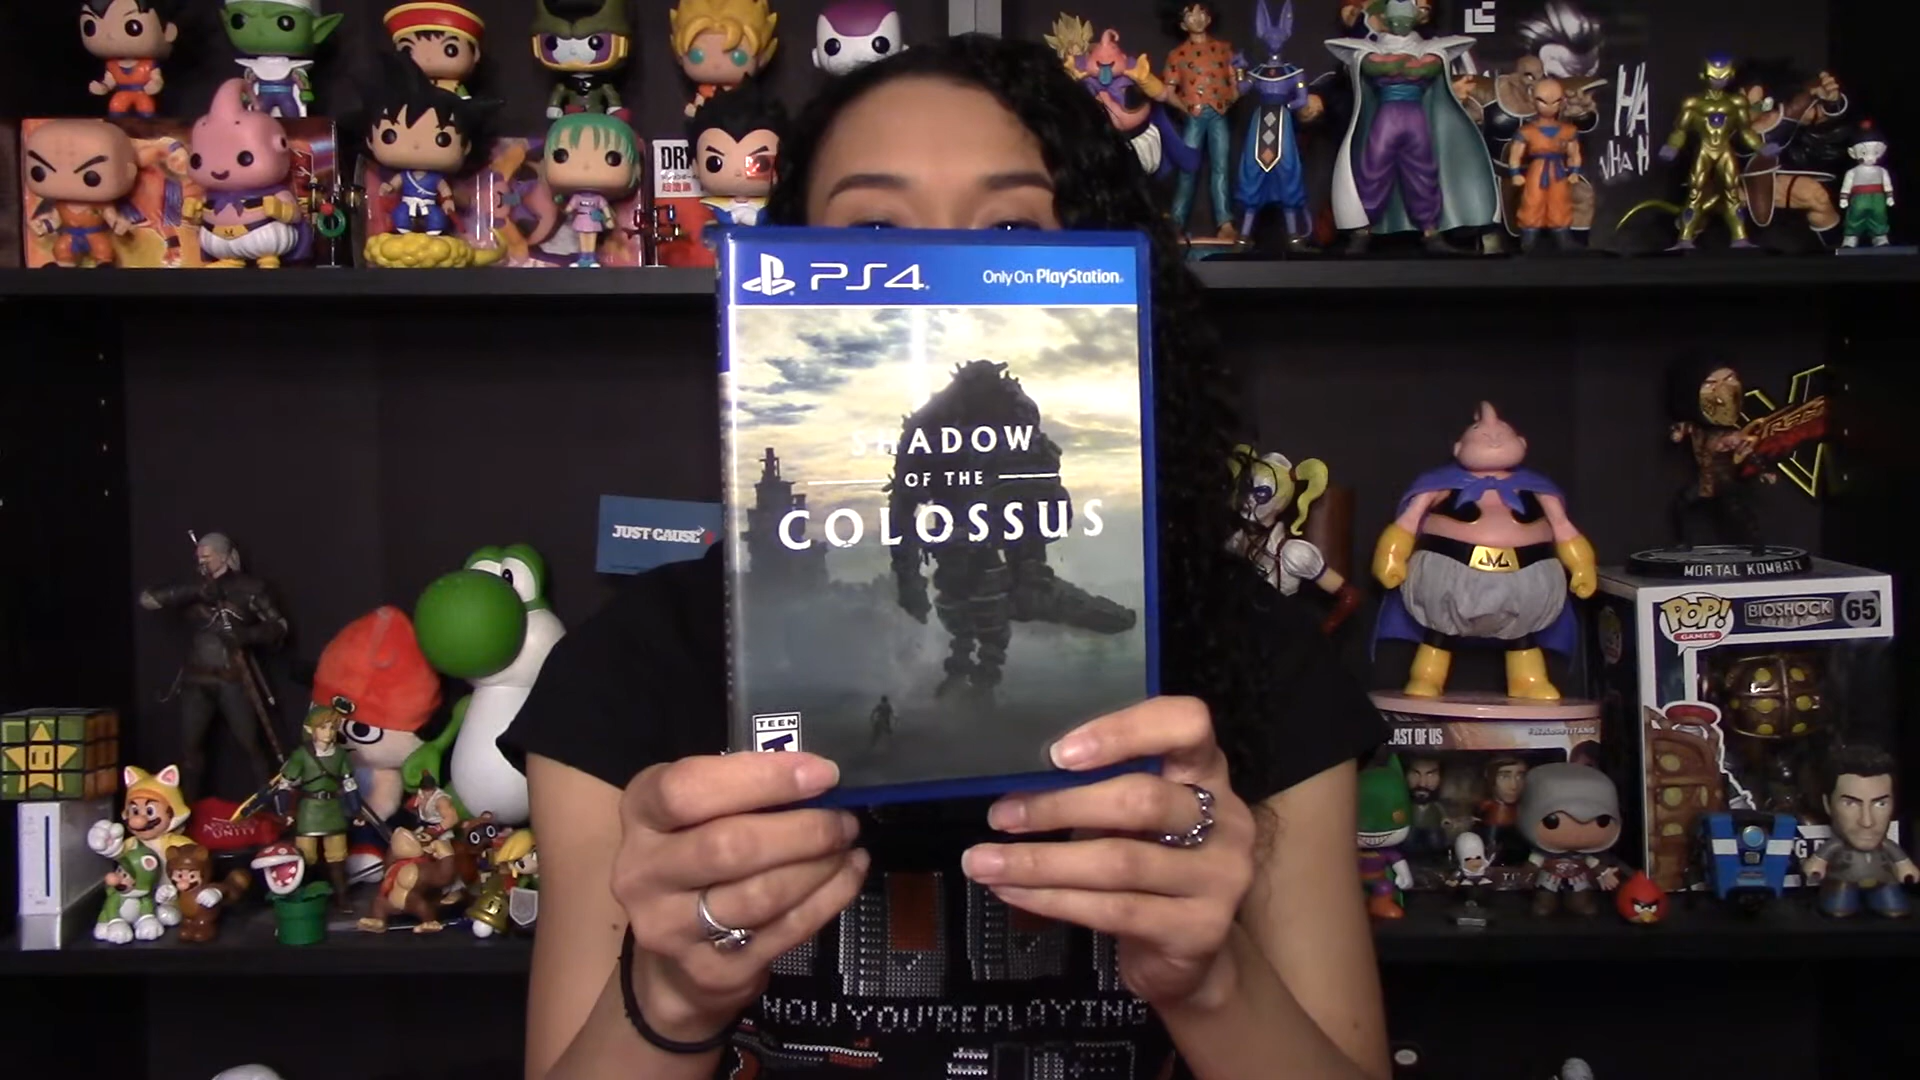 PS4
Only On PlayStation
SHADOW
OF THE
COLOSSUS
TEEN
T
JUST CAUSE
HA
MORTAL KOMBAT X
POP!
GAMES
BIOSHOCK
65
LAST OF US
UNITY
NOW YOU'RE PLAYING